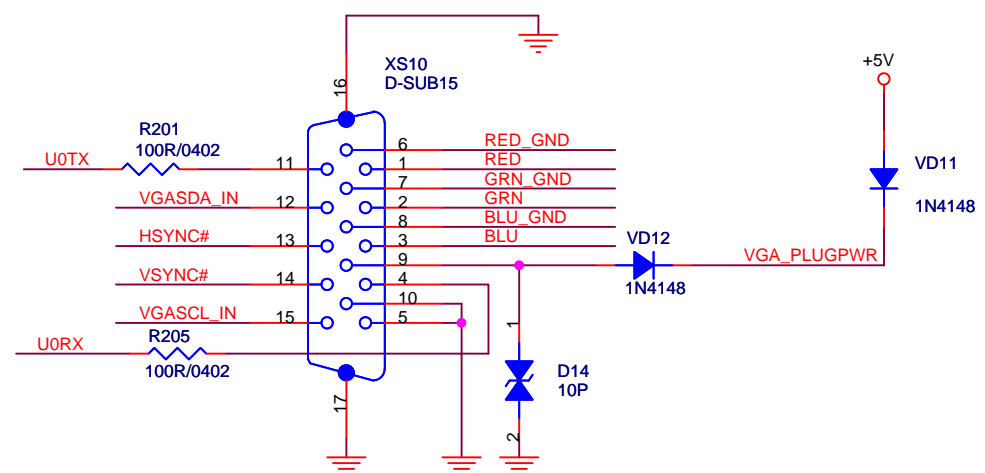 XS10
D-SUB15
+5V
16
R201
100R/0402
6
RED_GND
U0TX
11
1
RED
VD11
7
GRN_GND
VGASDA_IN
12
2
GRN
1N4148
8
BLU_GND
HSYNC#
13
3
BLU
VD12
9
VGA_PLUGPWR
VSYNC#
14
4
1N4148
10
VGASCL_IN
15
5
1
R205
U0RX
100R/0402
D14
10P
17
2